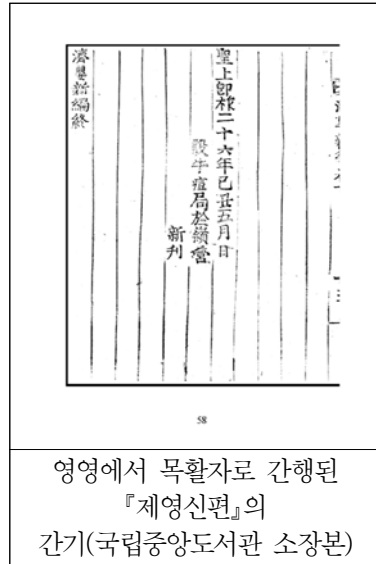 聖上卽祚二十六年己丑五月日
設牛痘局於嶺營
新刊
濟嬰新編終
58
영영에서 목활자로 간행된
『제영신편』의
간기(국립중앙도서관 소장본)